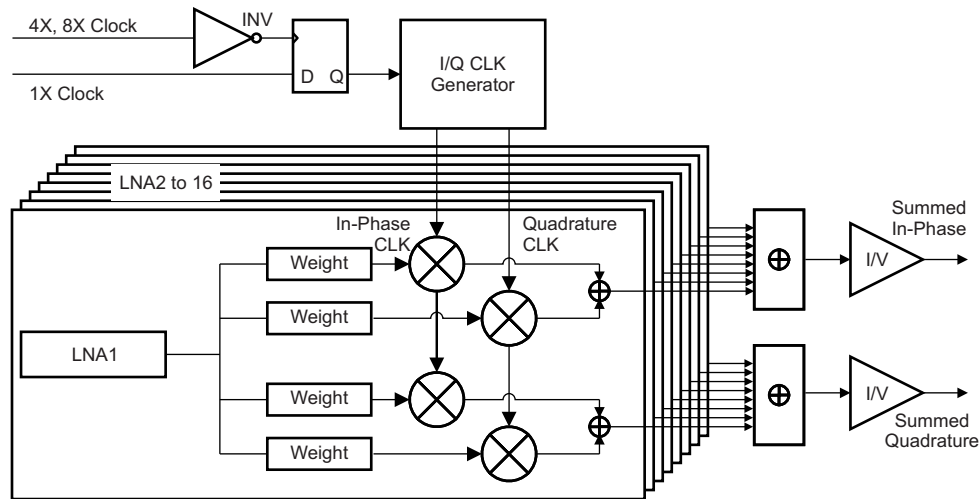 4X, 8X Clock
INV
D Q
1X Clock
I/Q CLK
Generator
LNA2 to 16
In-Phase
CLK
Quadrature
CLK
Weight
Weight
LNA1
Weight
Weight
Summed
In-Phase
I/V
I/V
Summed
Quadrature